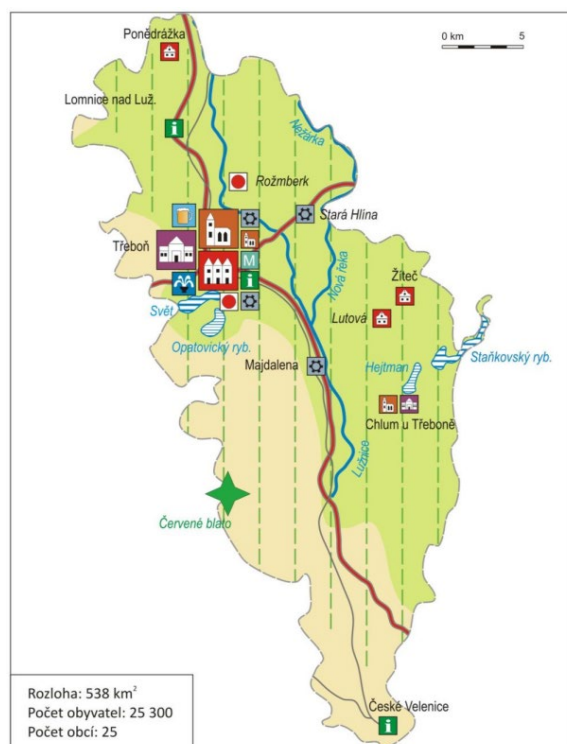 Ponědrážka
0 km 5
Lomnice nad Luž.
i
Nežárka
Rožmberk
Stará Hlína
Třeboň
M
i
Nová řeka
Žíteč
Svět
Lutová
Opatovický ryb.
Staňkovský ryb.
Majdalena
Hejtman
Chlum u Třeboně
Lužnice
Červené blato
Rozloha: 538 km²
Počet obyvatel: 25 300
Počet obcí: 25
České Velenice
i